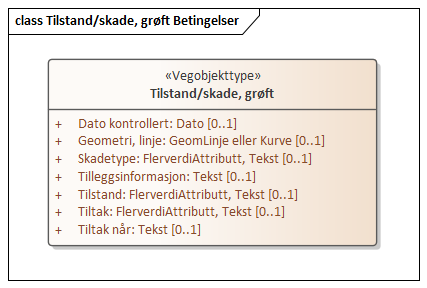 class Tilstand/skade, grøft Betingelser
«Vegobjekttype»
Tilstand/skade, grøft
+ Dato kontrollert: Dato [0..1]
+ Geometri, linje: GeomLinje eller Kurve [0..1]
+ Skadetype: FlerverdiAttributt, Tekst [0..1]
+ Tilleggsinformasjon: Tekst [0..1]
+ Tilstand: FlerverdiAttributt, Tekst [0..1]
+ Tiltak: FlerverdiAttributt, Tekst [0..1]
+ Tiltak når: Tekst [0..1]